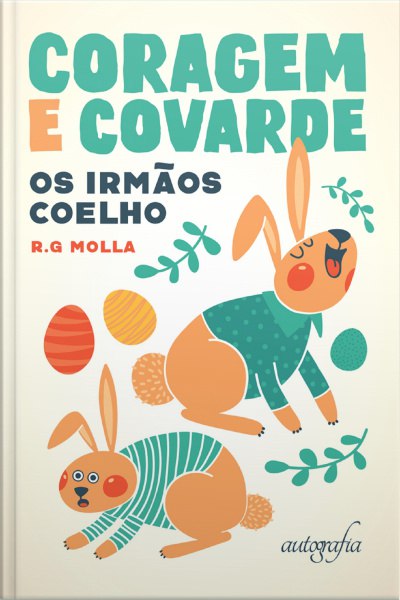 CORAGEM
E COVARDE
OS IRMÃOS
COELHO
R.G MOLLA
autografia